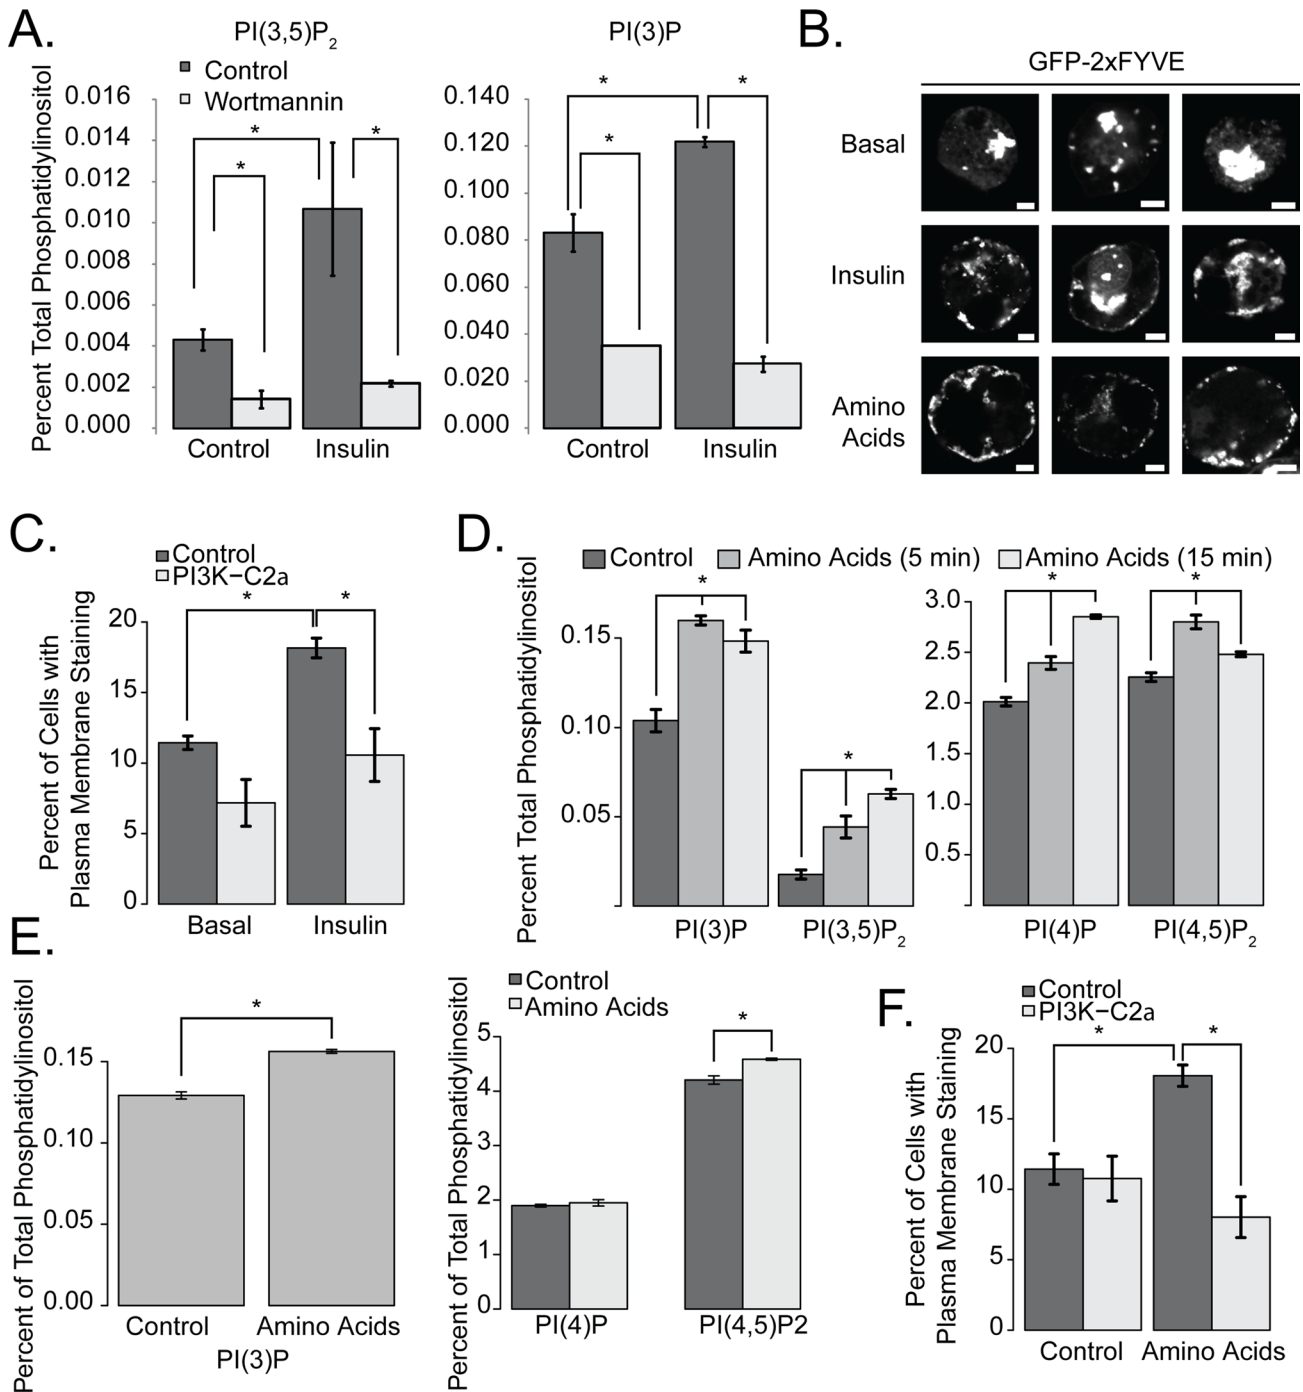 A.
PI(3,5)P2
Control
Wortmannin
Percent Total Phosphatidylinositol
0.016
0.014
0.012
0.010
0.008
0.006
0.004
0.002
0.000
*
*
*
Control
Insulin
PI(3)P
0.140
0.120
0.100
0.080
0.060
0.040
0.020
0.000
*
*
*
Control
Insulin
B.
GFP-2xFYVE
Basal
Insulin
Amino
Acids
C.
Control
PI3K−C2a
Percent of Cells with
Plasma Membrane Staining
20
15
10
5
0
*
*
Basal
Insulin
D.
Control
Amino Acids (5 min)
Amino Acids (15 min)
Percent Total Phosphatidylinositol
0.15
0.10
0.05
*
*
PI(3)P
PI(3,5)P2
3.0
2.5
2.0
1.5
1.0
0.5
*
*
PI(4)P
PI(4,5)P2
E.
Percent of Total Phosphatidylinositol
0.15
0.10
0.05
0.00
*
Control
Amino Acids
PI(3)P
Control
Amino Acids
Percent of Total Phosphatidylinositol
5
4
3
2
1
0
*
PI(4)P
PI(4,5)P2
F.
Control
PI3K−C2a
Percent of Cells with
Plasma Membrane Staining
20
15
10
5
0
*
*
Control
Amino Acids